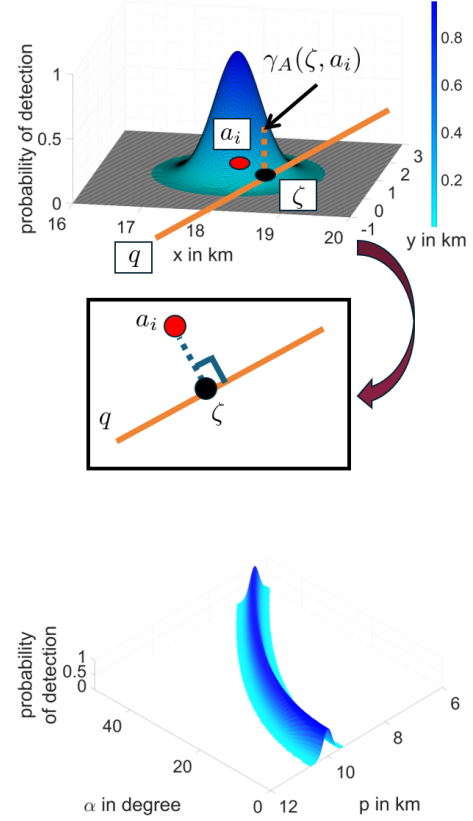 γ_A(ζ, a_i)
probability of detection
1
0.5
0
a_i
ζ
q
16
17
18
19
20
x in km
3
2
1
0
-1
y in km
0.8
0.6
0.4
0.2
a_i
q
ζ
probability
of detection
1
0.5
0
40
20
0
α in degree
12
10
8
6
p in km